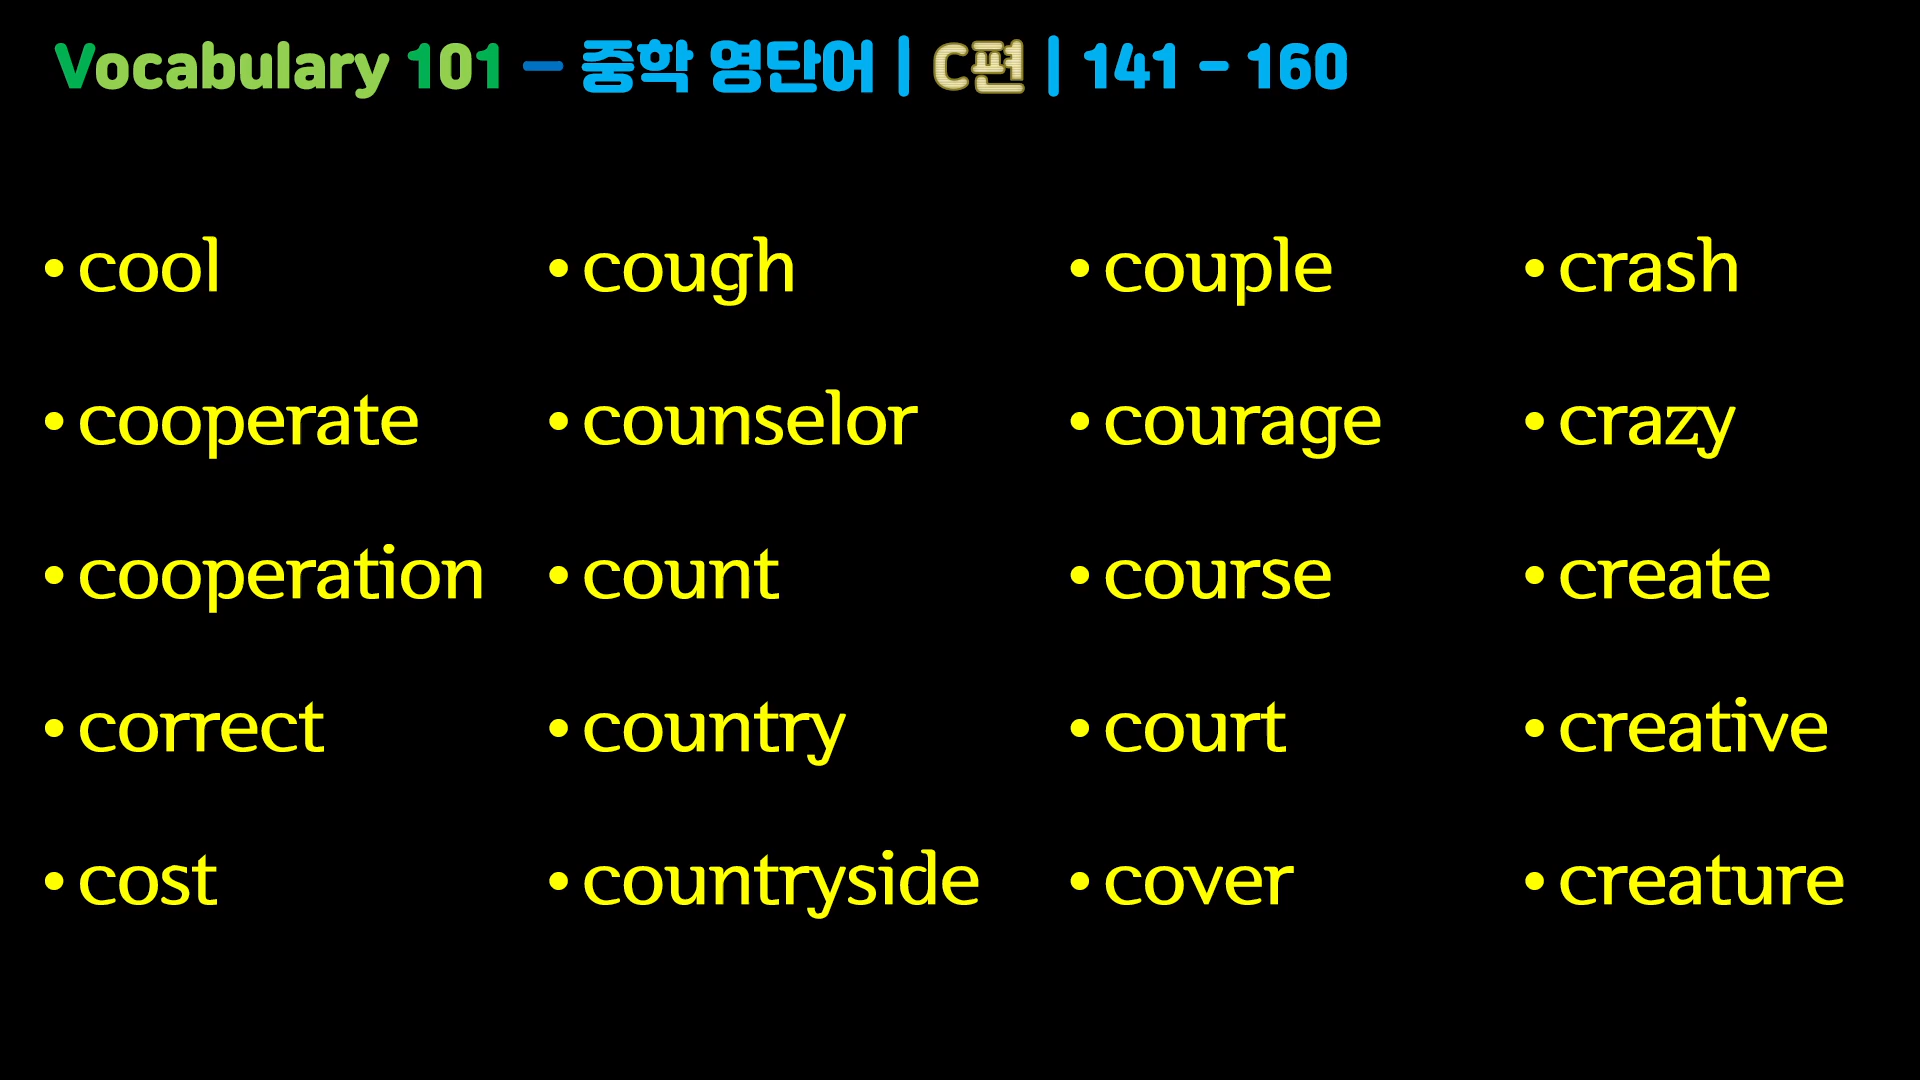 Vocabulary 101 – 중학 영단어 | C편 | 141 - 160
• cool
• cooperate
• cooperation
• correct
• cost
• cough
• counselor
• count
• country
• countryside
• couple
• courage
• course
• court
• cover
• crash
• crazy
• create
• creative
• creature